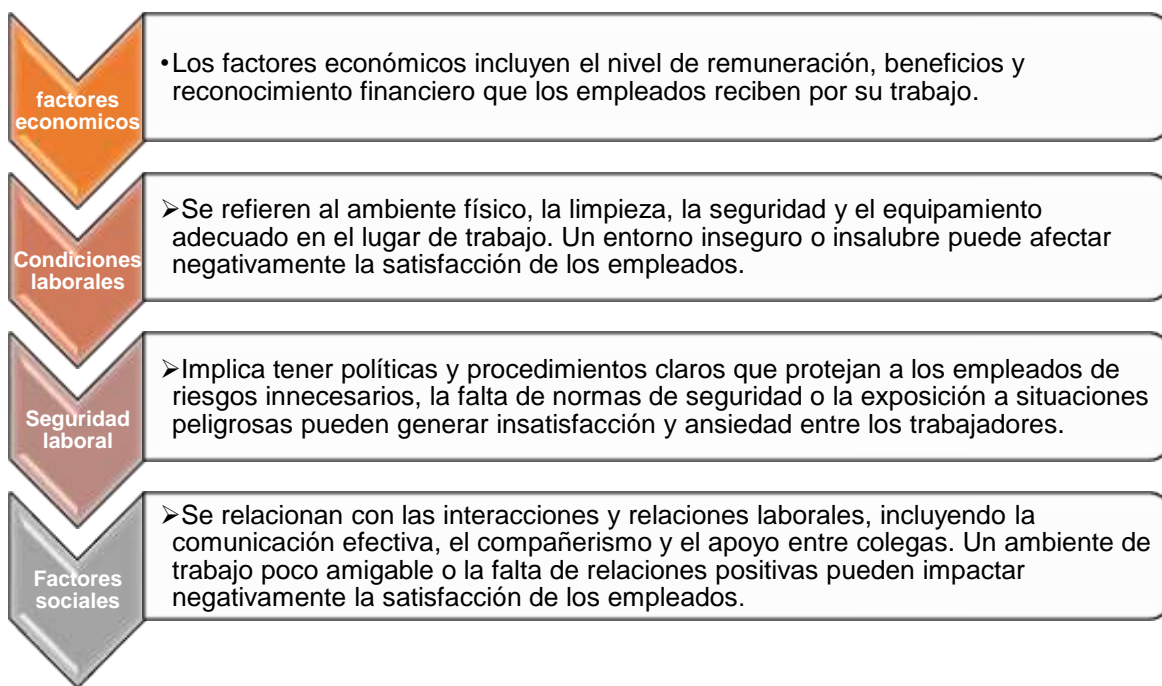 factores
economicos
•Los factores económicos incluyen el nivel de remuneración, beneficios y
reconocimiento financiero que los empleados reciben por su trabajo.
Condiciones
laborales
➢Se refieren al ambiente físico, la limpieza, la seguridad y el equipamiento
adecuado en el lugar de trabajo. Un entorno inseguro o insalubre puede afectar
negativamente la satisfacción de los empleados.
Seguridad
laboral
➢Implica tener políticas y procedimientos claros que protejan a los empleados de
riesgos innecesarios, la falta de normas de seguridad o la exposición a situaciones
peligrosas pueden generar insatisfacción y ansiedad entre los trabajadores.
Factores
sociales
➢Se relacionan con las interacciones y relaciones laborales, incluyendo la
comunicación efectiva, el compañerismo y el apoyo entre colegas. Un ambiente de
trabajo poco amigable o la falta de relaciones positivas pueden impactar
negativamente la satisfacción de los empleados.